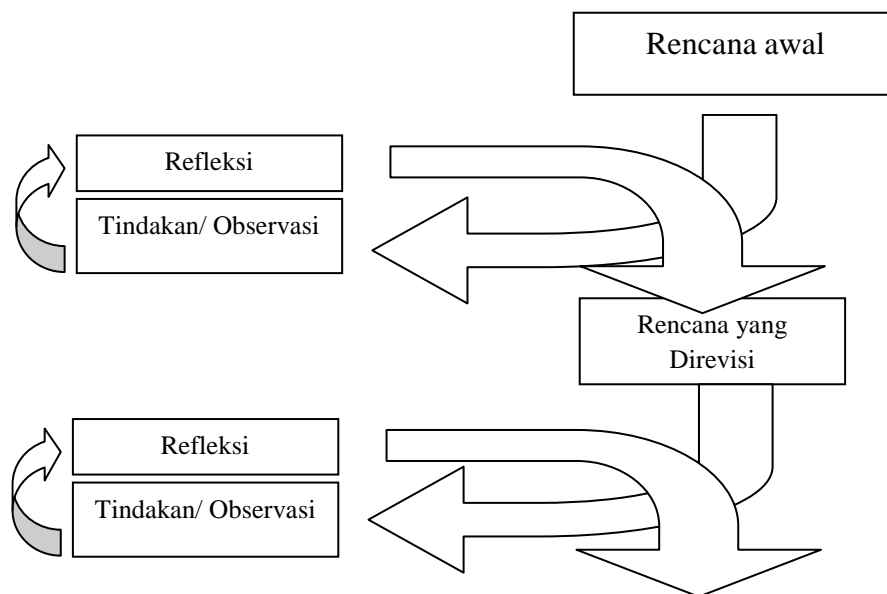 Rencana awal
Refleksi
Tindakan/ Observasi
Rencana yang
Direvisi
Refleksi
Tindakan/ Observasi